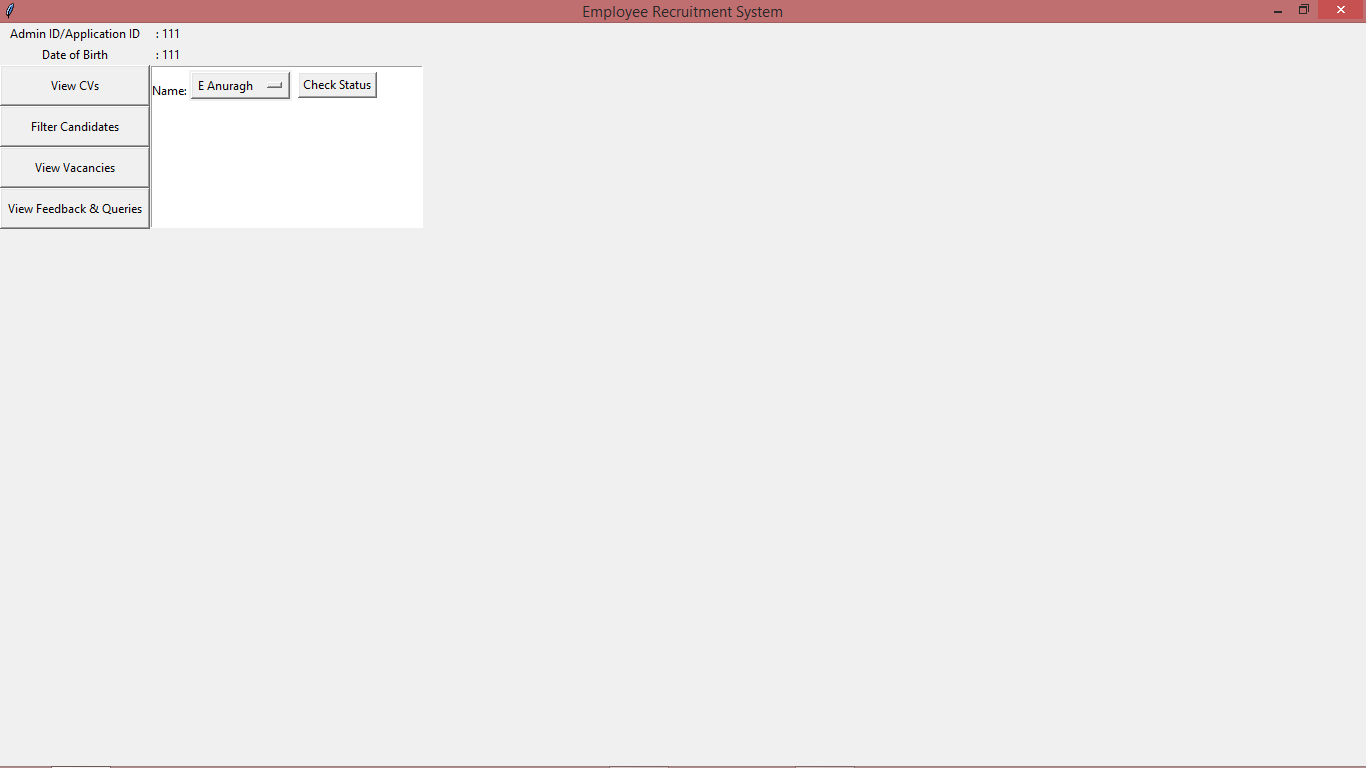 Employee Recruitment System
Admin ID/Application ID : 111
Date of Birth : 111
View CVs
Name: E Anuragh Check Status
Filter Candidates
View Vacancies
View Feedback & Queries